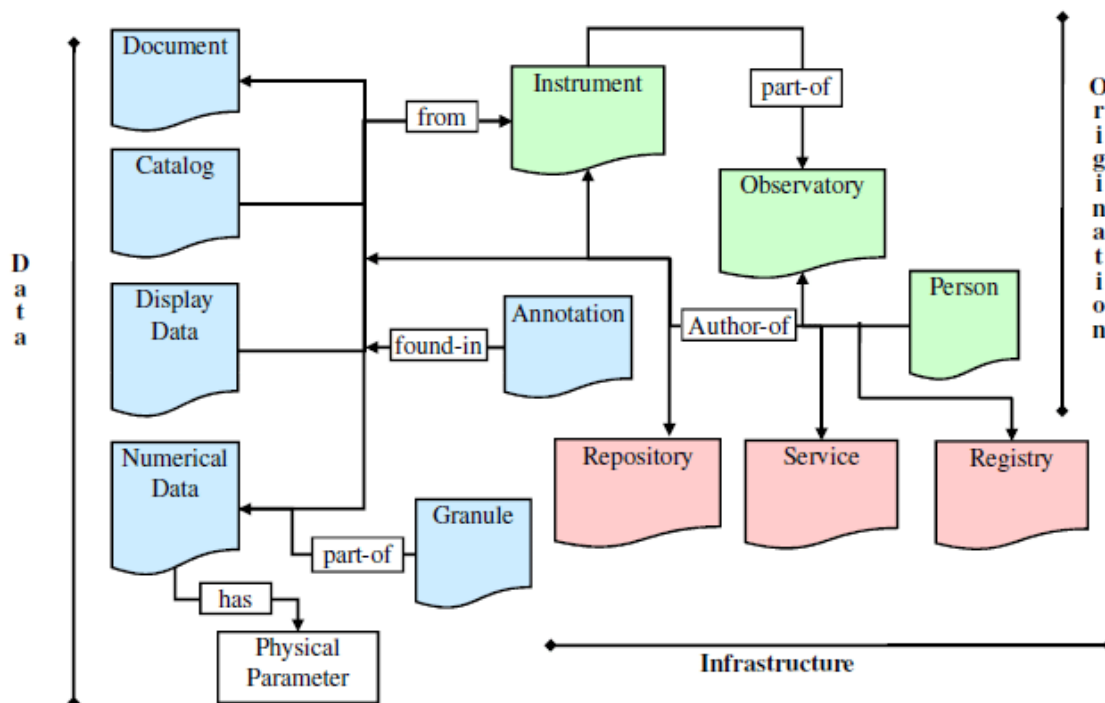 Document
Instrument
part-of
from
Catalog
Observatory
Origination
Data
Display
Data
Annotation
found-in
Author-of
Person
Numerical
Data
Granule
part-of
Repository
Service
Registry
has
Physical
Parameter
Infrastructure